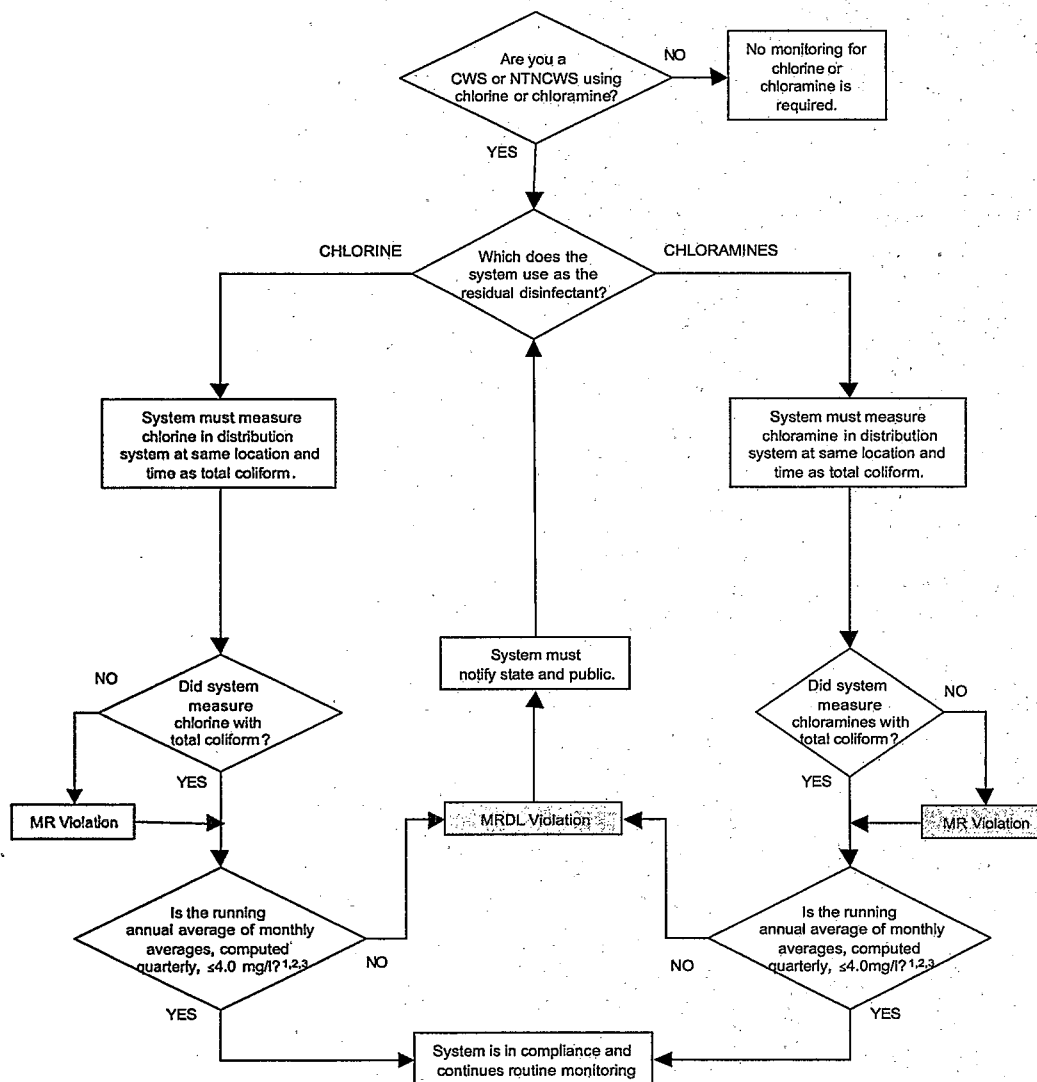 Are you a
CWS or NTNCWS using
chlorine or chloramine?
NO
No monitoring for
chlorine or
chloramine is
required.
YES
CHLORINE
Which does the
system use as the
residual disinfectant?
CHLORAMINES
System must measure
chlorine in distribution
system at same location and
time as total coliform.
System must measure
chloramine in distribution
system at same location and
time as total coliform.
System must
notify state and public.
NO
Did system
measure
chlorine with
total coliform?
YES
Did system
measure
chloramines with
total coliform?
NO
YES
MR Violation
MRDL Violation
MR Violation
Is the running
annual average of monthly
averages, computed
quarterly, ≤4.0 mg/l?1,2,3
NO
YES
Is the running
annual average of monthly
averages, computed
quarterly, ≤4.0mg/l?1,2,3
NO
YES
System is in compliance and
continues routine monitoring